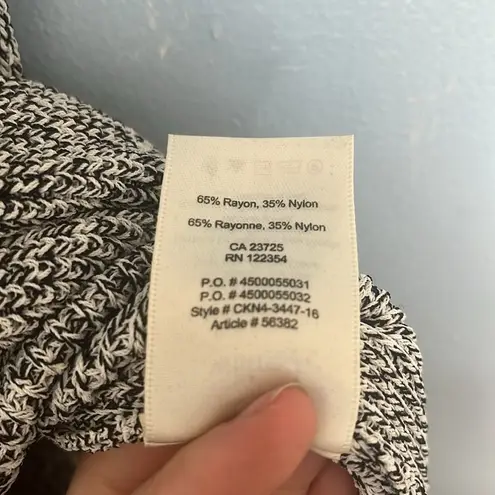 65% Rayon, 35% Nylon
65% Rayonne, 35% Nylon
CA 23725
RN 122354
P.O. # 4500055031
P.O. # 4500055032
Style # CKN4-3447-16
Article # 56382